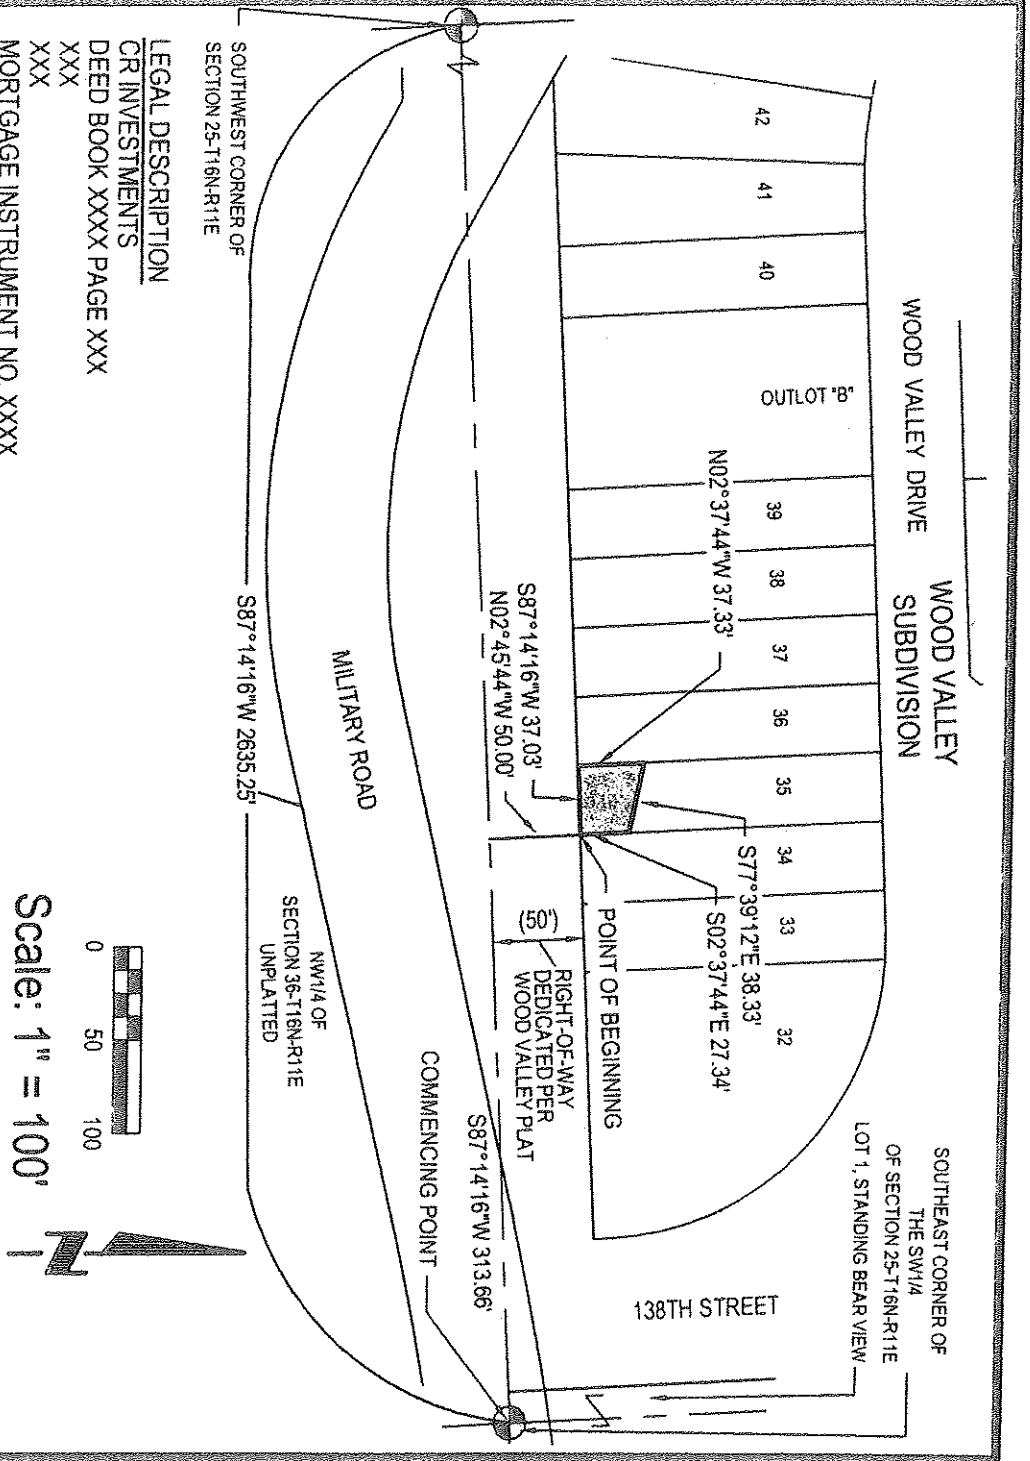 WOOD VALLEY
SUBDIVISION
WOOD VALLEY DRIVE
SOUTHEAST CORNER OF
THE SW1/4
OF SECTION 25-T16N-R11E
LOT 1, STANDING BEAR VIEW
42
41
40
OUTLOT "B"
39
38
37
36
35
34
33
32
N02°37'44"W 37.33'
S77°39'12"E 38.33'
S02°37'44"E 27.34'
138TH STREET
POINT OF BEGINNING
S87°14'16"W 37.03'
N02°45'44"W 50.00'
(50')
RIGHT-OF-WAY
DEDICATED PER
WOOD VALLEY PLAT
S87°14'16"W 313.66'
COMMENCING POINT
MILITARY ROAD
NW1/4 OF
SECTION 36-T16N-R11E
UNPLATTED
S87°14'16"W 2635.25'
SOUTHWEST CORNER OF
SECTION 25-T16N-R11E
LEGAL DESCRIPTION
CR INVESTMENTS
DEED BOOK XXXX PAGE XXX
XXX
XXX
MORTGAGE INSTRUMENT NO. XXXX
0 50 100
Scale: 1" = 100'
N